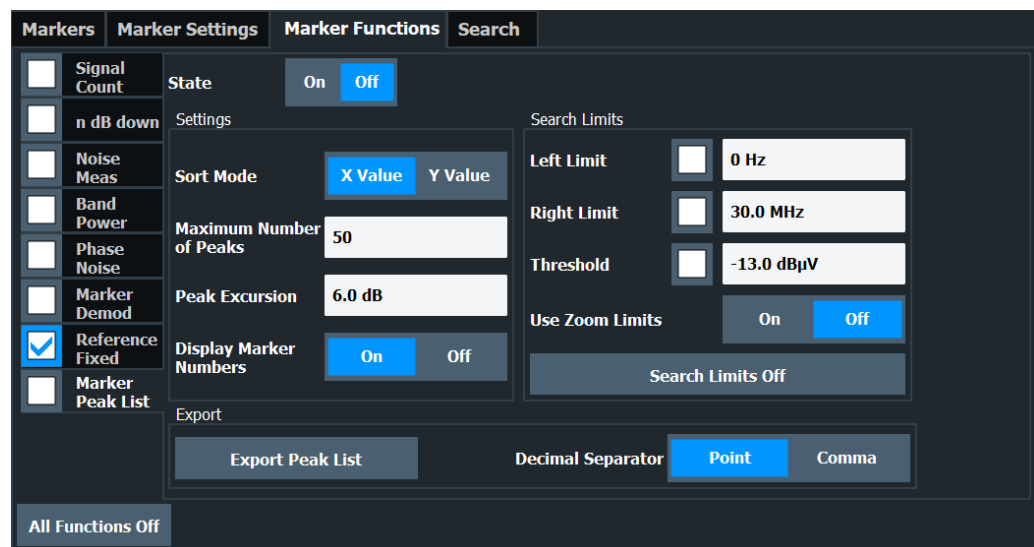 Markers Marker Settings Marker Functions Search
Signal
Count
n dB down
Noise
Meas
Band
Power
Phase
Noise
Marker
Demod
Reference
Fixed
Marker
Peak List
State On Off
Settings
Sort Mode X Value Y Value
Maximum Number
of Peaks
50
Peak Excursion 6.0 dB
Display Marker
Numbers
On Off
Search Limits
Left Limit 0 Hz
Right Limit 30.0 MHz
Threshold -13.0 dBµV
Use Zoom Limits On Off
Search Limits Off
Export
Export Peak List Decimal Separator Point Comma
All Functions Off